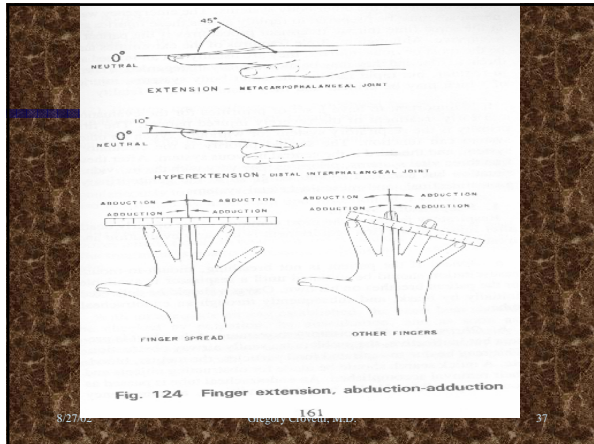 45°
0°
NEUTRAL
EXTENSION - METACARPOPHALANGEAL JOINT
10°
0°
NEUTRAL
HYPEREXTENSION DISTAL INTERPHALANGEAL JOINT
ABDUCTION ABDUCTION
ADDUCTION ADDUCTION
ABDUCTION ABDUCTION
ADDUCTION ADDUCTION
FINGER SPREAD
OTHER FINGERS
Fig. 124 Finger extension, abduction-adduction
161
8/27/02 Gregory Crovetti, M.D. 37